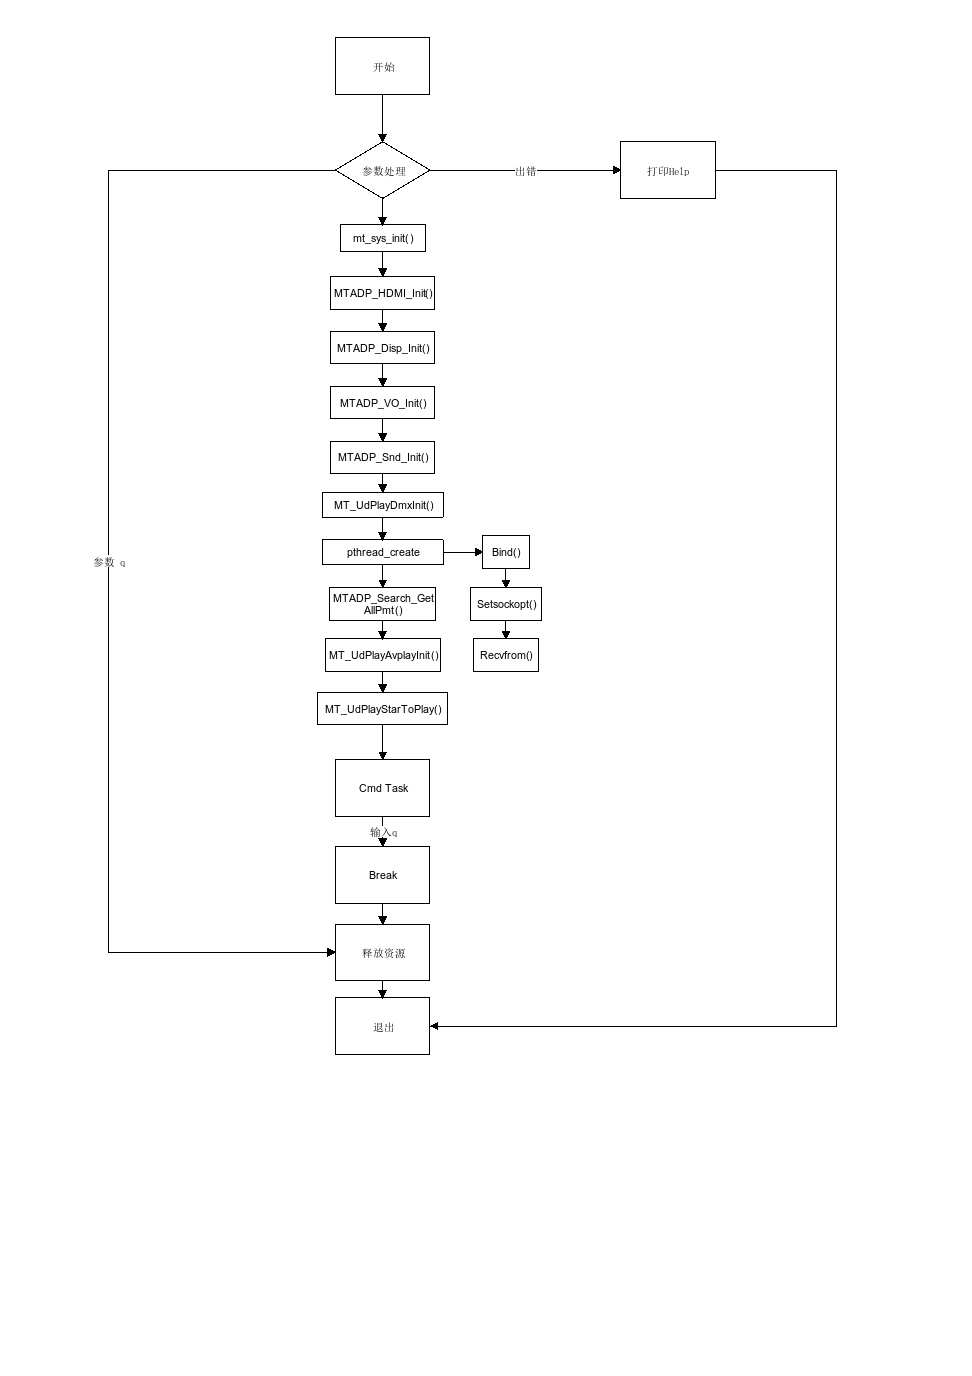 开始
参数处理
出错
打印Help
mt_sys_init()
MTADP_HDMI_Init()
MTADP_Disp_Init()
MTADP_VO_Init()
MTADP_Snd_Init()
MT_UdPlayDmxInit()
pthread_create
Bind()
参数 q
MTADP_Search_Get
AllPmt()
Setsockopt()
MT_UdPlayAvplayInit()
Recvfrom()
MT_UdPlayStarToPlay()
Cmd Task
输入q
Break
释放资源
退出